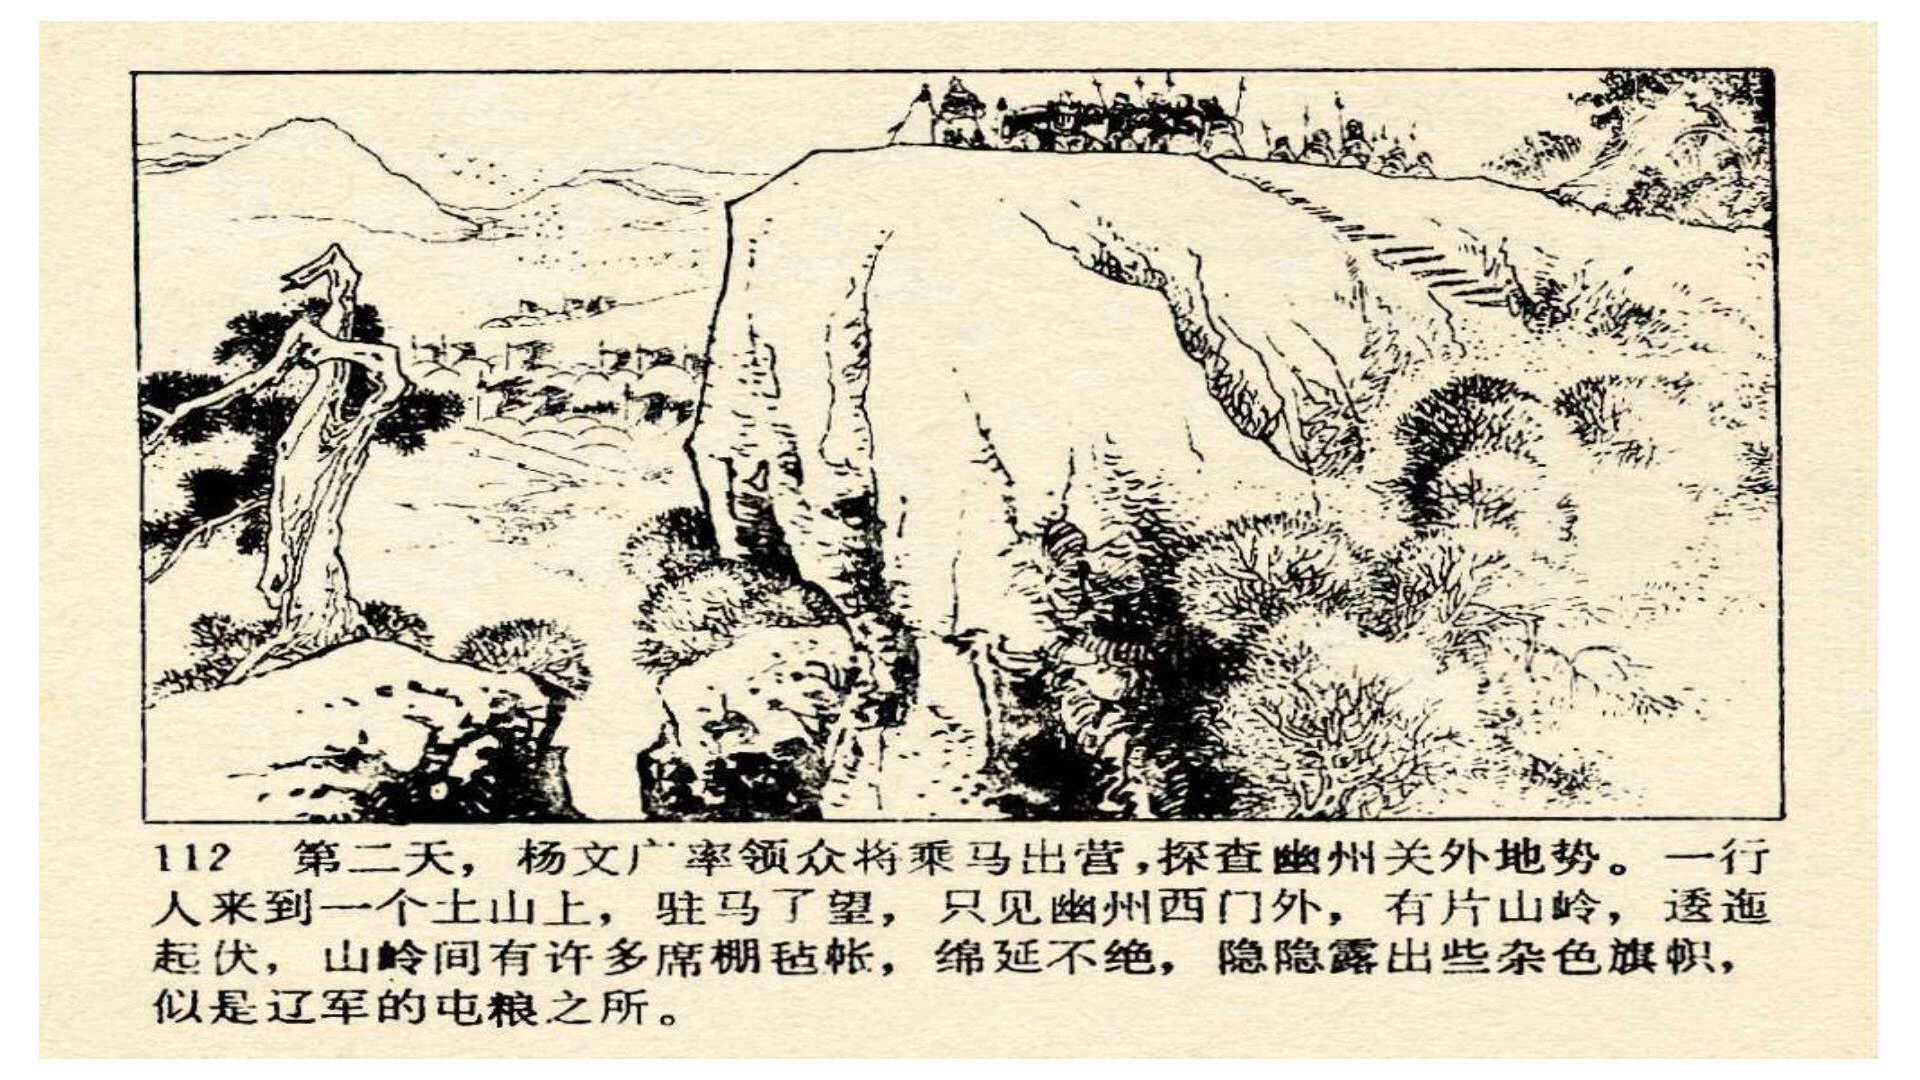 112　第二天，杨文广率领众将乘马出营，探查幽州关外地势。一行
人来到一个土山上，驻马了望，只见幽州西门外，有片山岭，逶迤
起伏，山岭间有许多席棚毡帐，绵延不绝，隐隐露出些杂色旗帜，
似是辽军的屯粮之所。